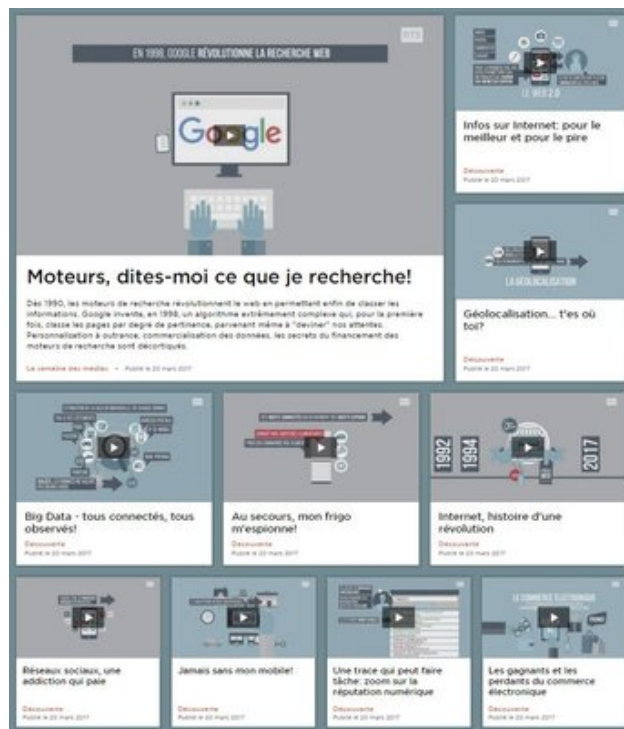 RTS
EN 1998, GOOGLE RÉVOLUTIONNE LA RECHERCHE WEB
Google
Moteurs, dites-moi ce que je recherche!
Dès 1990, les moteurs de recherche révolutionnent le web en permettant enfin de classer les
informations. Google invente, en 1998, un algorithme extrêmement complexe qui, pour la première
fois, classe les pages par degré de pertinence, parvenant même à "deviner" nos attentes.
Personnalisation à outrance, commercialisation des données, les secrets du financement des
moteurs de recherche sont décortiqués.
La semaine des médias - Publié le 20 mars 2017
LE WEB 2.0
Infos sur Internet: pour le
meilleur et pour le pire
Découverte
Publié le 20 mars 2017
LA GÉOLOCALISATION
Géolocalisation... t'es où
toi?
Découverte
Publié le 20 mars 2017
Big Data - tous connectés, tous
observés!
Découverte
Publié le 20 mars 2017
Au secours, mon frigo
m'espionne!
Découverte
Publié le 20 mars 2017
1992
1994
2017
Internet, histoire d'une
révolution
Découverte
Publié le 20 mars 2017
Réseaux sociaux, une
addiction qui paie
Découverte
Publié le 20 mars 2017
Jamais sans mon mobile!
Découverte
Publié le 20 mars 2017
Une trace qui peut faire
tâche: zoom sur la
réputation numérique
Découverte
Publié le 20 mars 2017
LE COMMERCE ÉLECTRONIQUE
Les gagnants et les
perdants du commerce
électronique
Découverte
Publié le 20 mars 2017